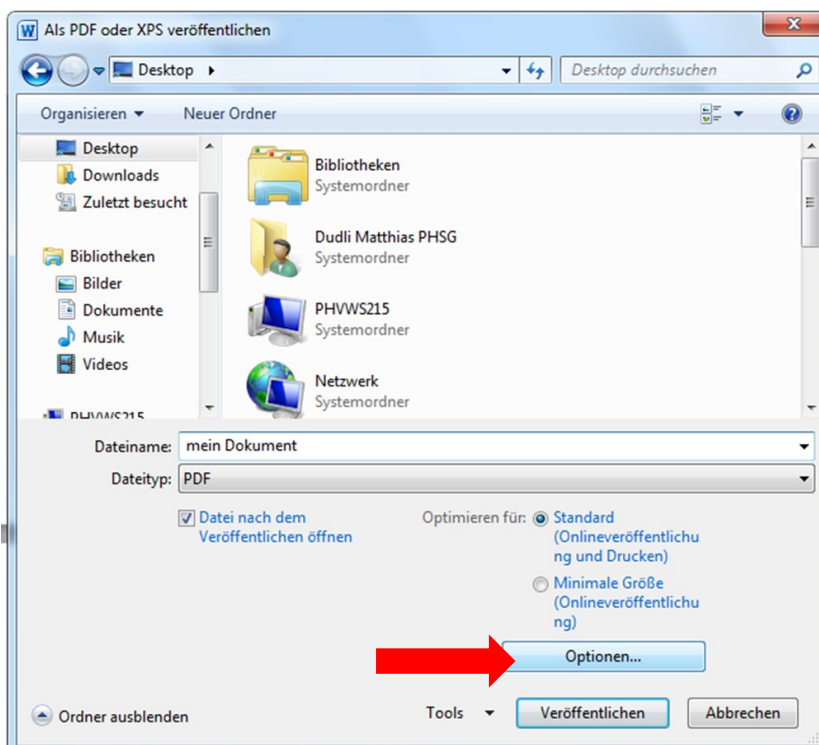 Als PDF oder XPS veröffentlichen
Desktop
Desktop durchsuchen
Organisieren
Neuer Ordner
Desktop
Downloads
Zuletzt besucht
Bibliotheken
Bilder
Dokumente
Musik
Videos
PHVWS215
Bibliotheken
Systemordner
Dudli Matthias PHSG
Systemordner
PHVWS215
Systemordner
Netzwerk
Systemordner
Dateiname: mein Dokument
Dateityp: PDF
Datei nach dem
Veröffentlichen öffnen
Optimieren für:
Standard
(Onlineveröffentlichu
ng und Drucken)
Minimale Größe
(Onlineveröffentlichu
ng)
Optionen...
Ordner ausblenden
Tools
Veröffentlichen
Abbrechen